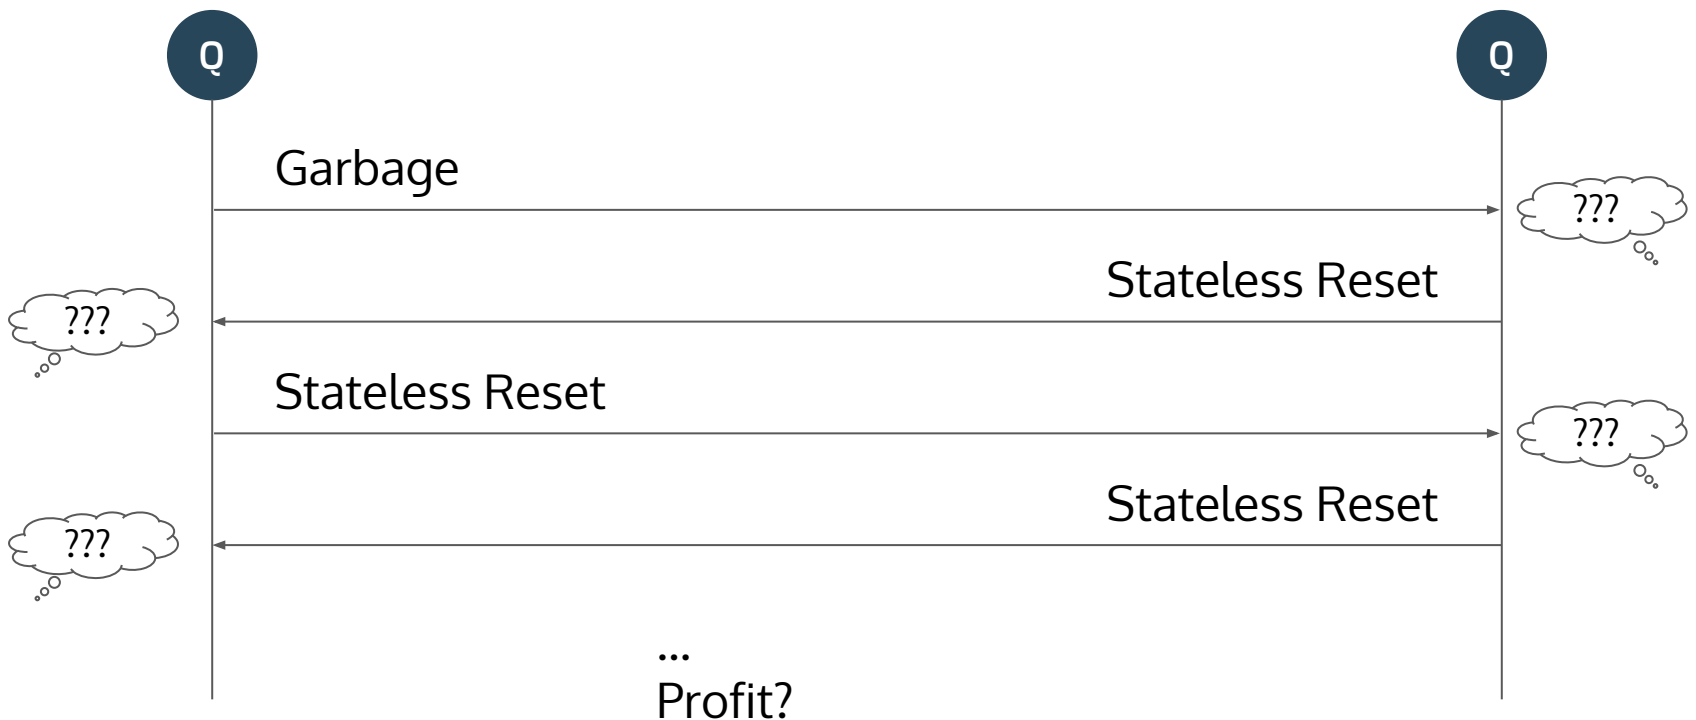 Q
Q
Garbage
???
Stateless Reset
???
Stateless Reset
???
Stateless Reset
???
...
Profit?